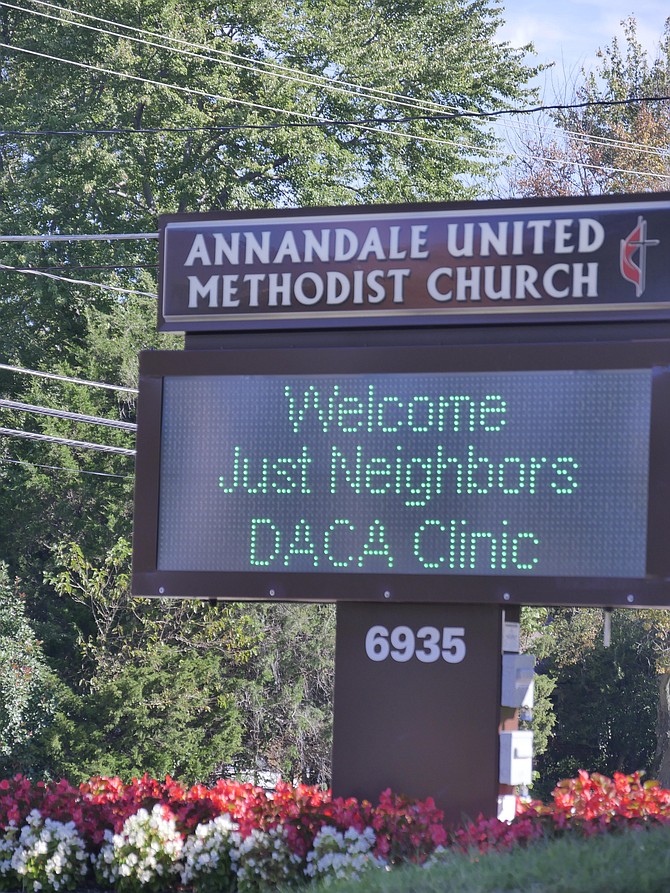 ANNANDALE UNITED
METHODIST CHURCH
Welcome
Just Neighbors
DACA Clinic
6935